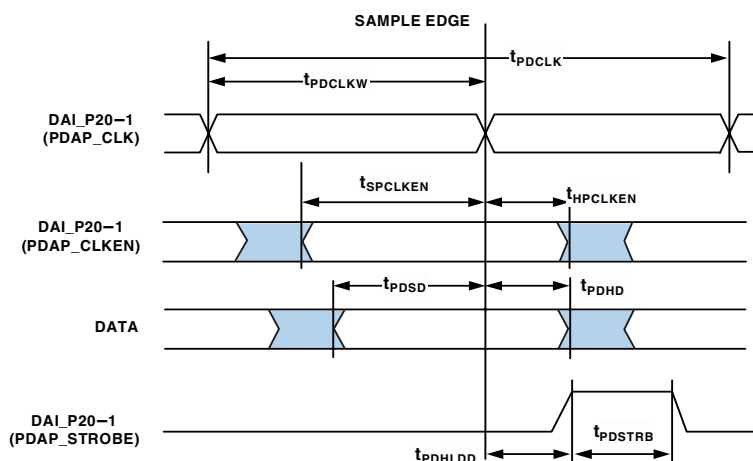 SAMPLE EDGE
tPDCLK
tPDCLKW
DAI_P20–1
(PDAP_CLK)
tSPCLKEN
tHPCLKEN
DAI_P20–1
(PDAP_CLKEN)
tPDSD
tPDHD
DATA
DAI_P20–1
(PDAP_STROBE)
tPDSTRB
tPDHLDD